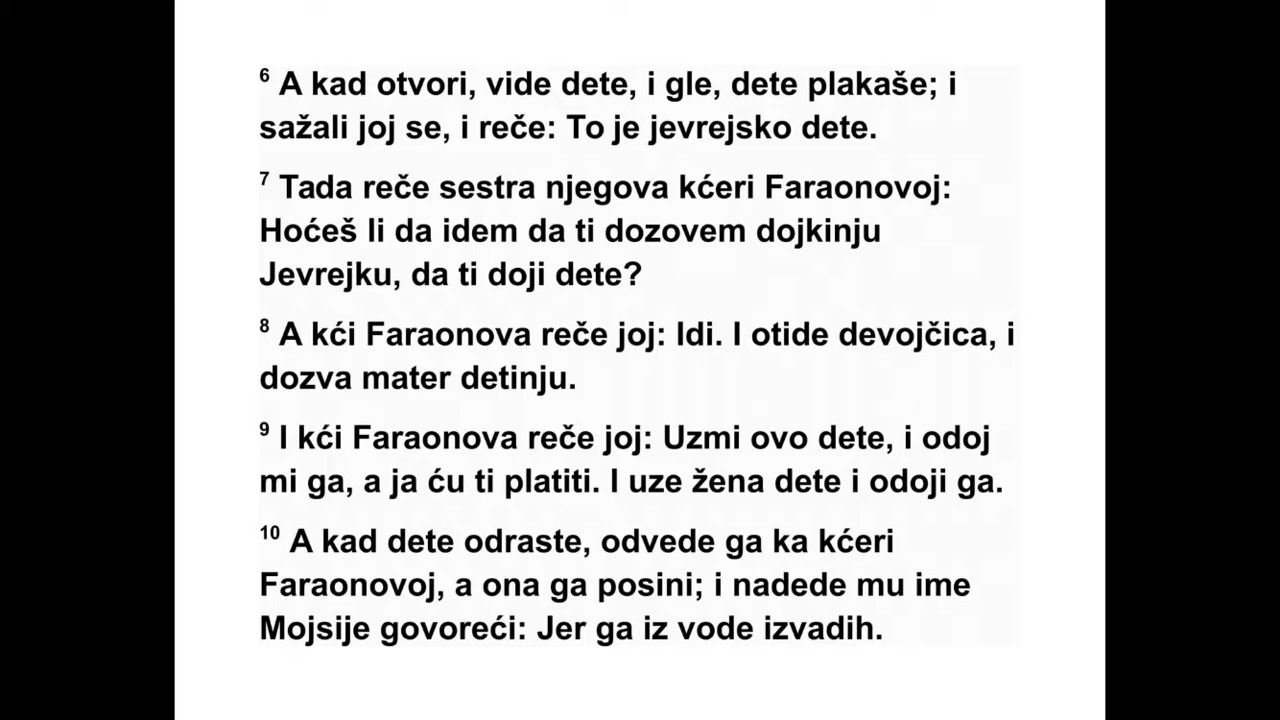 6 A kad otvori, vide dete, i gle, dete plakaše; i
sažali joj se, i reče: To je jevrejsko dete.
7 Tada reče sestra njegova kćeri Faraonovoj:
Hoćeš li da idem da ti dozovem dojkinju
Jevrejku, da ti doji dete?
8 A kći Faraonova reče joj: Idi. I otide devojčica, i
dozva mater detinju.
9 I kći Faraonova reče joj: Uzmi ovo dete, i odoj
mi ga, a ja ću ti platiti. I uze žena dete i odoji ga.
10 A kad dete odraste, odvede ga ka kćeri
Faraonovoj, a ona ga posini; i nadede mu ime
Mojsije govoreći: Jer ga iz vode izvadih.